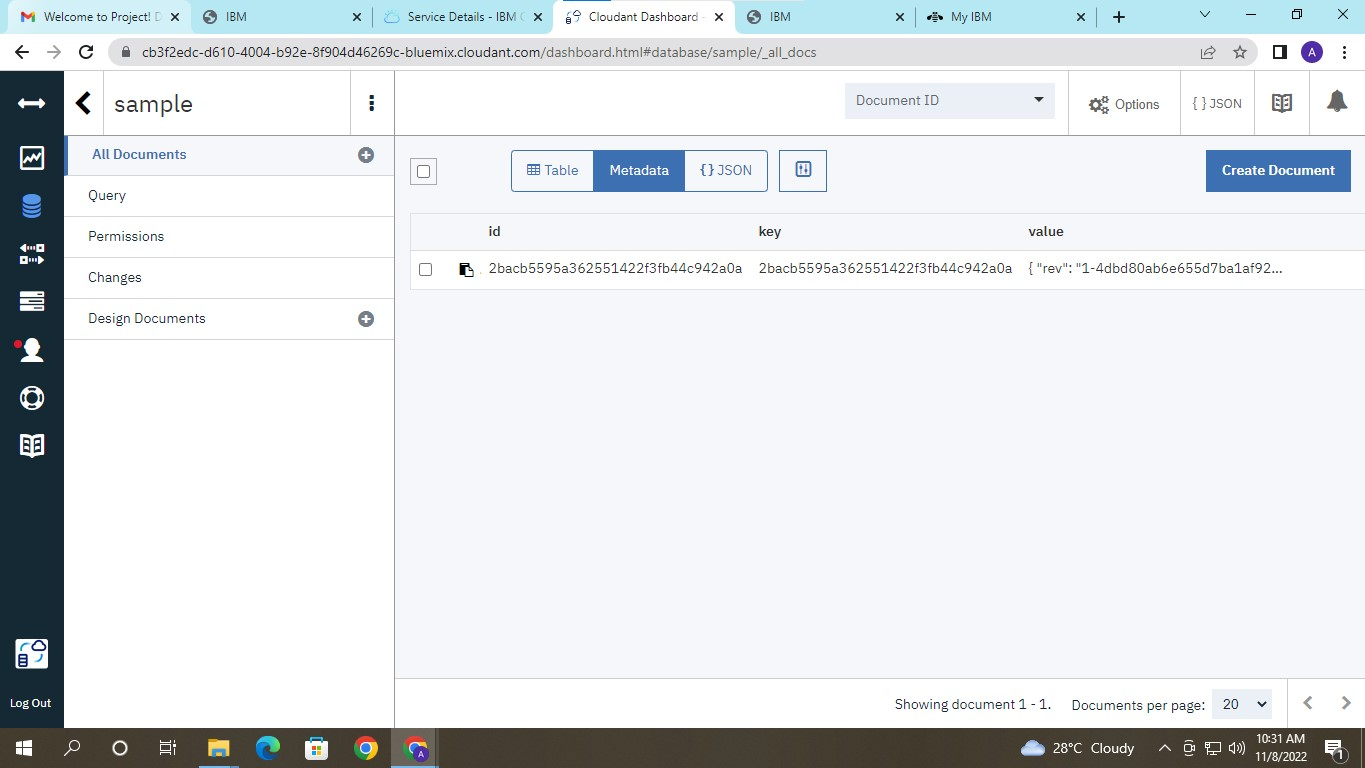 Welcome to Project! D
IBM
Service Details - IBM C
Cloudant Dashboard -
IBM
My IBM
cb3f2edc-d610-4004-b92e-8f904d46269c-bluemix.cloudant.com/dashboard.html#database/sample/_all_docs
A
sample
Document ID
Options
{ } JSON
All Documents
Query
Permissions
Changes
Design Documents
Table
Metadata
{ } JSON
Create Document
id key value
2bacb5595a362551422f3fb44c942a0a 2bacb5595a362551422f3fb44c942a0a { "rev": "1-4dbd80ab6e655d7ba1af92...
Log Out
Showing document 1 - 1. Documents per page: 20
A
28°C Cloudy
10:31 AM
11/8/2022
1